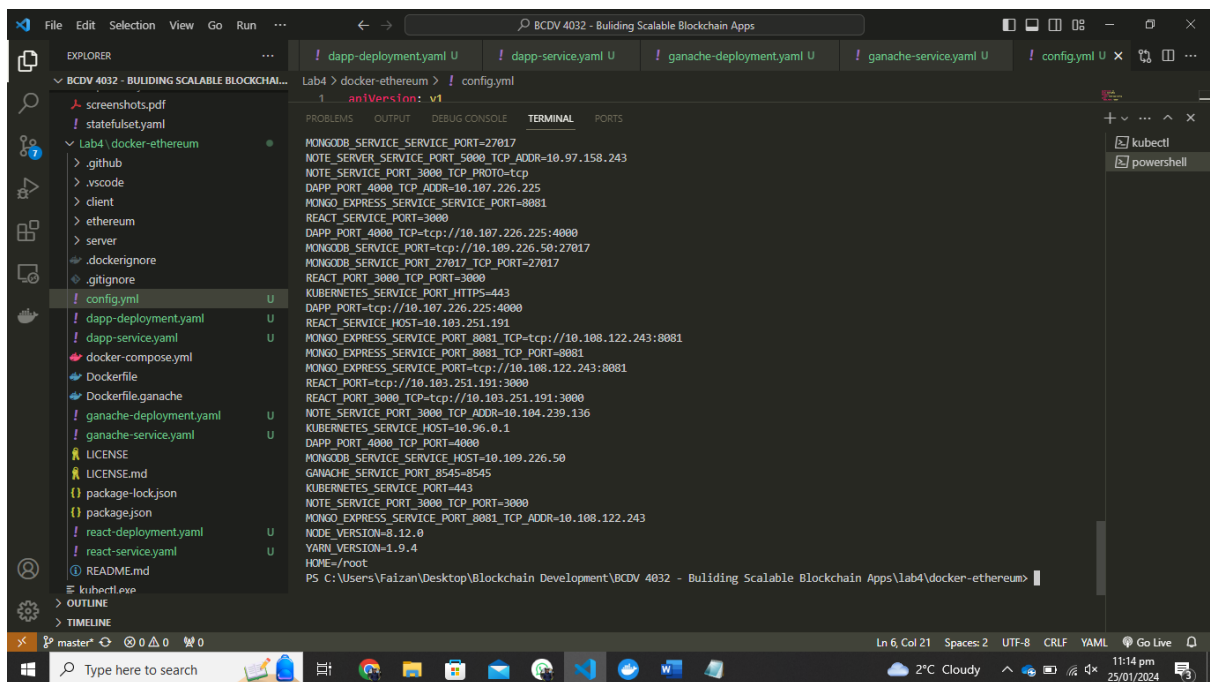 File Edit Selection View Go Run ··· BCDV 4032 - Buliding Scalable Blockchain Apps
EXPLORER ···
BCDV 4032 - BULIDING SCALABLE BLOCKCHAI...
screenshots.pdf
statefulset.yaml
Lab4 \ docker-ethereum
.github
.vscode
client
ethereum
server
.dockerignore
.gitignore
config.yml U
dapp-deployment.yaml U
dapp-service.yaml U
docker-compose.yml
Dockerfile
Dockerfile.ganache
ganache-deployment.yaml U
ganache-service.yaml U
LICENSE
LICENSE.md
package-lock.json
package.json
react-deployment.yaml U
react-service.yaml U
README.md
kubectl.exe
OUTLINE
TIMELINE
! dapp-deployment.yaml U ! dapp-service.yaml U ! ganache-deployment.yaml U ! ganache-service.yaml U ! config.yml U
Lab4 > docker-ethereum > ! config.yml
1 apiVersion: v1
PROBLEMS OUTPUT DEBUG CONSOLE TERMINAL PORTS
MONGODB_SERVICE_SERVICE_PORT=27017
NOTE_SERVER_SERVICE_PORT_5000_TCP_ADDR=10.97.158.243
NOTE_SERVICE_PORT_3000_TCP_PROTO=tcp
DAPP_PORT_4000_TCP_ADDR=10.107.226.225
MONGO_EXPRESS_SERVICE_SERVICE_PORT=8081
REACT_SERVICE_PORT=3000
DAPP_PORT_4000_TCP=tcp://10.107.226.225:4000
MONGODB_SERVICE_PORT=tcp://10.109.226.50:27017
MONGODB_SERVICE_PORT_27017_TCP_PORT=27017
REACT_PORT_3000_TCP_PORT=3000
KUBERNETES_SERVICE_PORT_HTTPS=443
DAPP_PORT=tcp://10.107.226.225:4000
REACT_SERVICE_HOST=10.103.251.191
MONGO_EXPRESS_SERVICE_PORT_8081_TCP=tcp://10.108.122.243:8081
MONGO_EXPRESS_SERVICE_PORT_8081_TCP_PORT=8081
MONGO_EXPRESS_SERVICE_PORT=tcp://10.108.122.243:8081
REACT_PORT=tcp://10.103.251.191:3000
REACT_PORT_3000_TCP=tcp://10.103.251.191:3000
NOTE_SERVICE_PORT_3000_TCP_ADDR=10.104.239.136
KUBERNETES_SERVICE_HOST=10.96.0.1
DAPP_PORT_4000_TCP_PORT=4000
MONGODB_SERVICE_SERVICE_HOST=10.109.226.50
GANACHE_SERVICE_PORT_8545=8545
KUBERNETES_SERVICE_PORT=443
NOTE_SERVICE_PORT_3000_TCP_PORT=3000
MONGO_EXPRESS_SERVICE_PORT_8081_TCP_ADDR=10.108.122.243
NODE_VERSION=8.12.0
YARN_VERSION=1.9.4
HOME=/root
PS C:\Users\Faizan\Desktop\Blockchain Development\BCDV 4032 - Buliding Scalable Blockchain Apps\lab4\docker-ethereum>
kubectl
powershell
master* 0 0 0 Ln 6, Col 21 Spaces: 2 UTF-8 CRLF YAML Go Live
Type here to search 2°C Cloudy 11:14 pm
25/01/2024